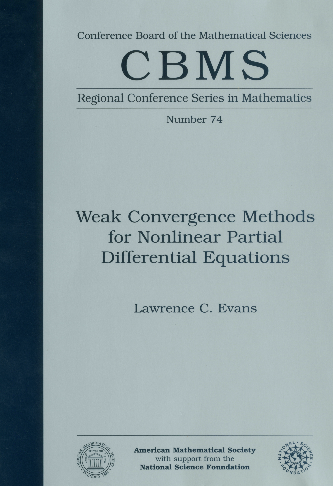 Conference Board of the Mathematical Sciences
CBMS
Regional Conference Series in Mathematics
Number 74
Weak Convergence Methods
for Nonlinear Partial
Differential Equations
Lawrence C. Evans
American Mathematical Society
with support from the
National Science Foundation